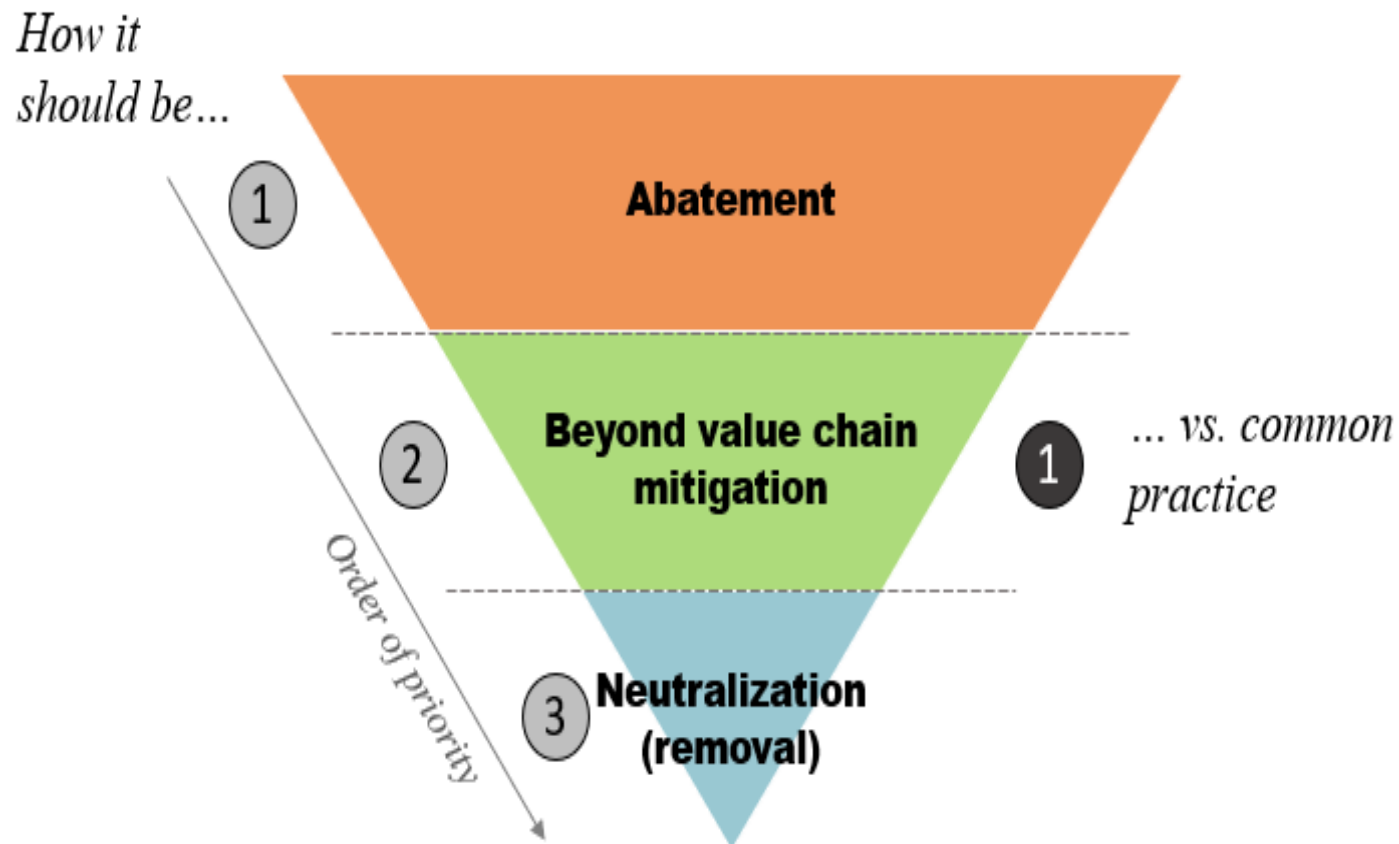 How it
should be...
1
Abatement
2
Beyond value chain
mitigation
1
... vs. common
practice
Order of priority
3
Neutralization
(removal)